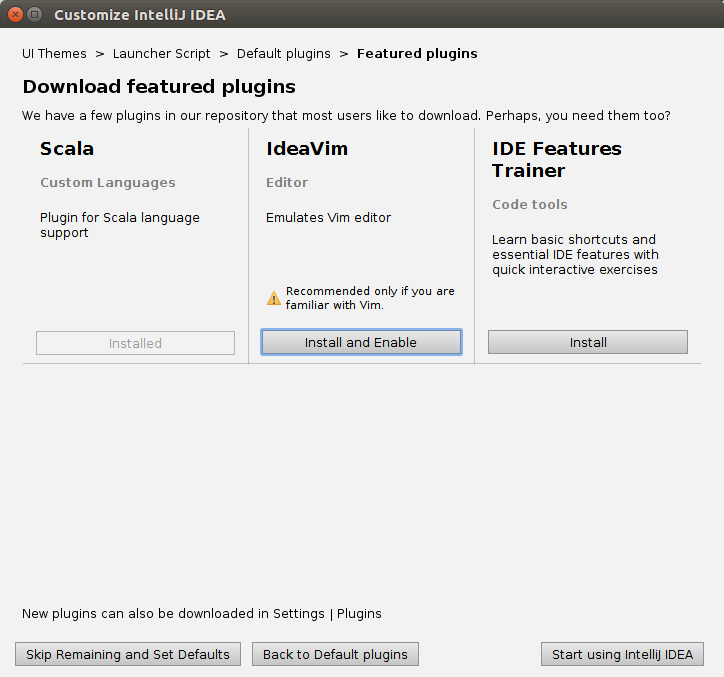 Customize IntelliJ IDEA
UI Themes > Launcher Script > Default plugins > Featured plugins
Download featured plugins
We have a few plugins in our repository that most users like to download. Perhaps, you need them too?
Scala
Custom Languages
Plugin for Scala language
support
Installed
IdeaVim
Editor
Emulates Vim editor
Recommended only if you are
familiar with Vim.
Install and Enable
IDE Features
Trainer
Code tools
Learn basic shortcuts and
essential IDE features with
quick interactive exercises
Install
New plugins can also be downloaded in Settings | Plugins
Skip Remaining and Set Defaults
Back to Default plugins
Start using IntelliJ IDEA